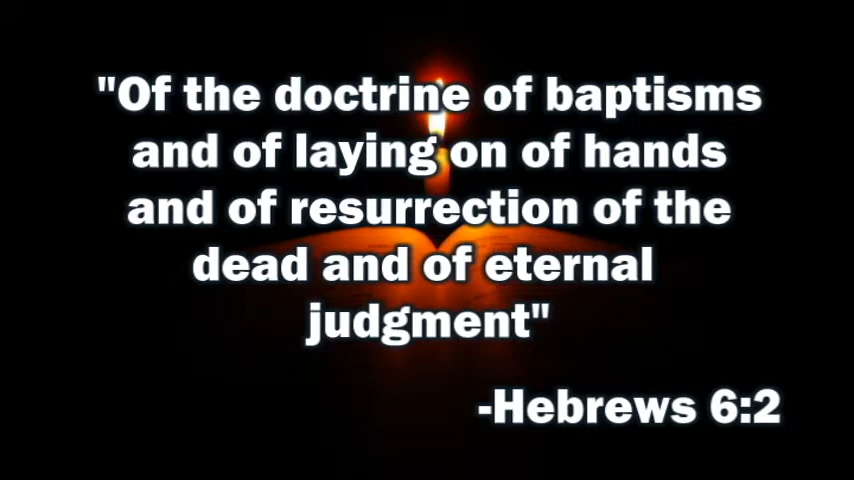 "Of the doctrine of baptisms
and of laying on of hands
and of resurrection of the
dead and of eternal
judgment"
-Hebrews 6:2